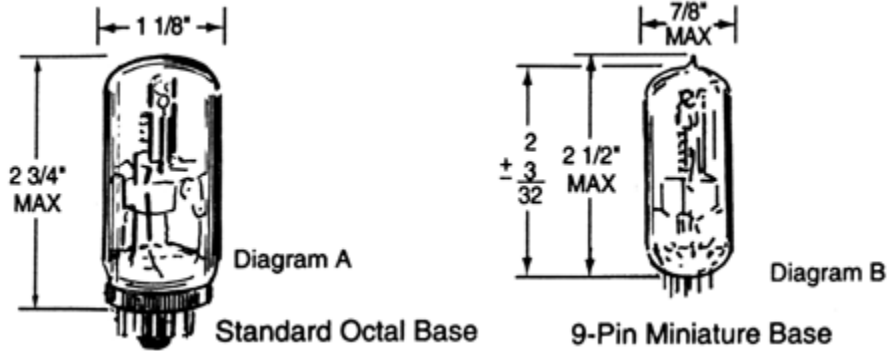 1 1/8"
2 3/4"
MAX
Diagram A
Standard Octal Base
7/8"
MAX
2
± 3
32
2 1/2"
MAX
Diagram B
9-Pin Miniature Base